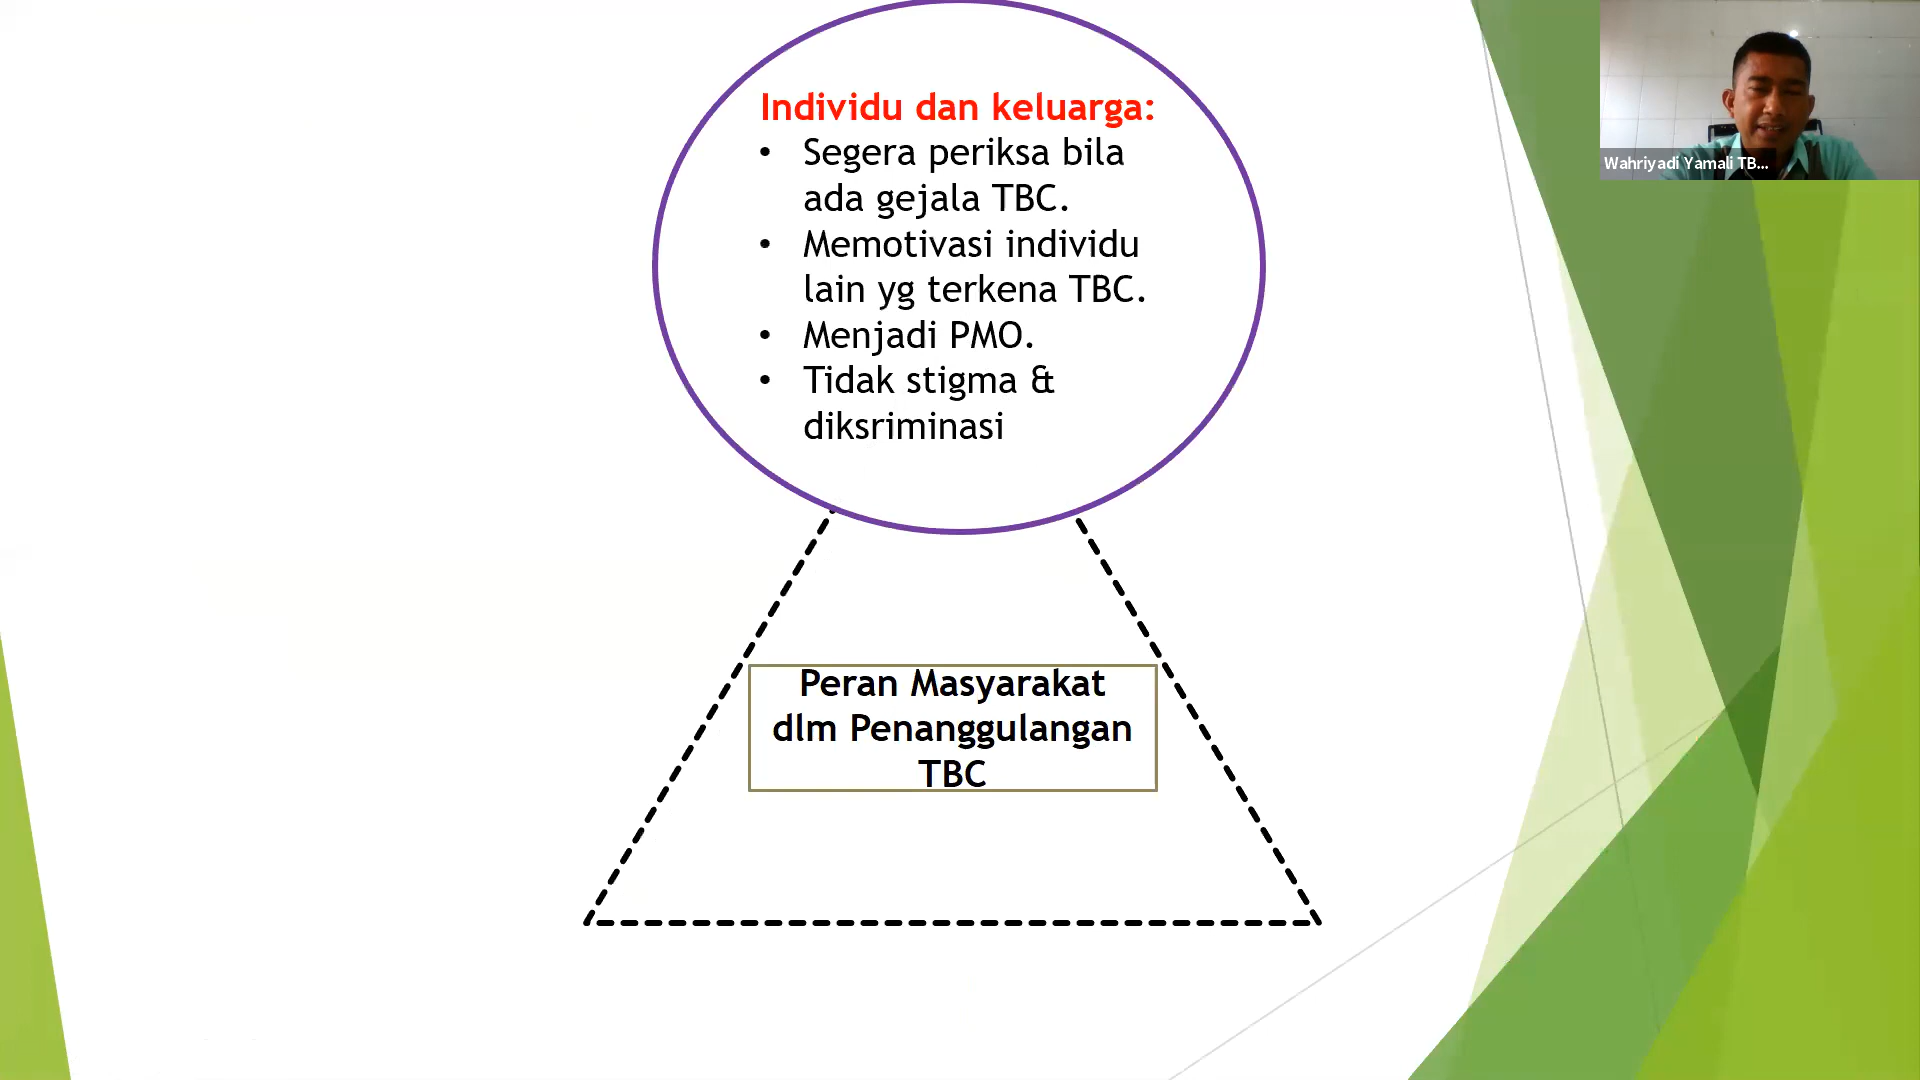 Individu dan keluarga:
• Segera periksa bila
ada gejala TBC.
• Memotivasi individu
lain yg terkena TBC.
• Menjadi PMO.
• Tidak stigma &
diksriminasi
Peran Masyarakat
dlm Penanggulangan
TBC
Wahriyadi Yamali TB...